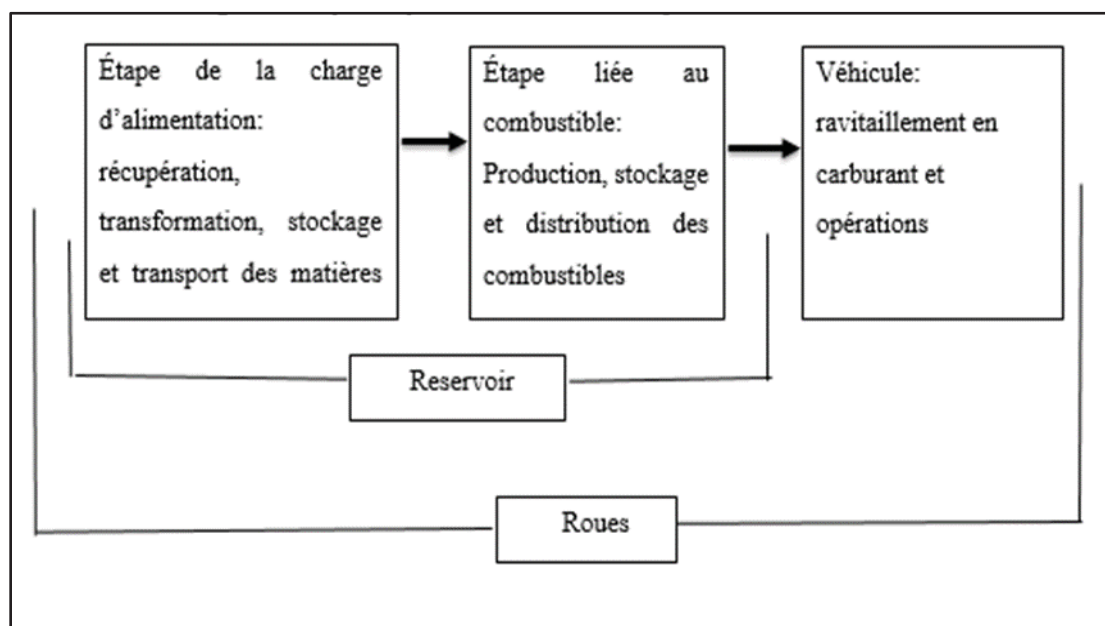 Étape de la charge
d'alimentation:
récupération,
transformation, stockage
et transport des matières
Étape liée au
combustible:
Production, stockage
et distribution des
combustibles
Véhicule:
ravitaillement en
carburant et
opérations
Reservoir
Roues